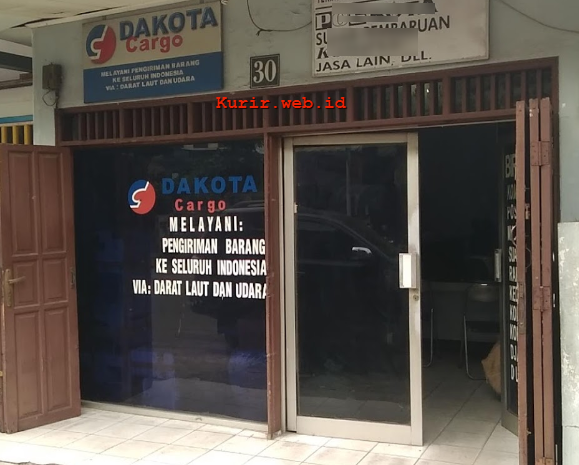 DAKOTA
Cargo
MELAYANI PENGIRIMAN BARANG
KE SELURUH INDONESIA
VIA : DARAT LAUT DAN UDARA
30
JASA LAIN, DLL.
Kurir.web.id
DAKOTA
Cargo
MELAYANI:
PENGIRIMAN BARANG
KE SELURUH INDONESIA
VIA: DARAT LAUT DAN UDARA